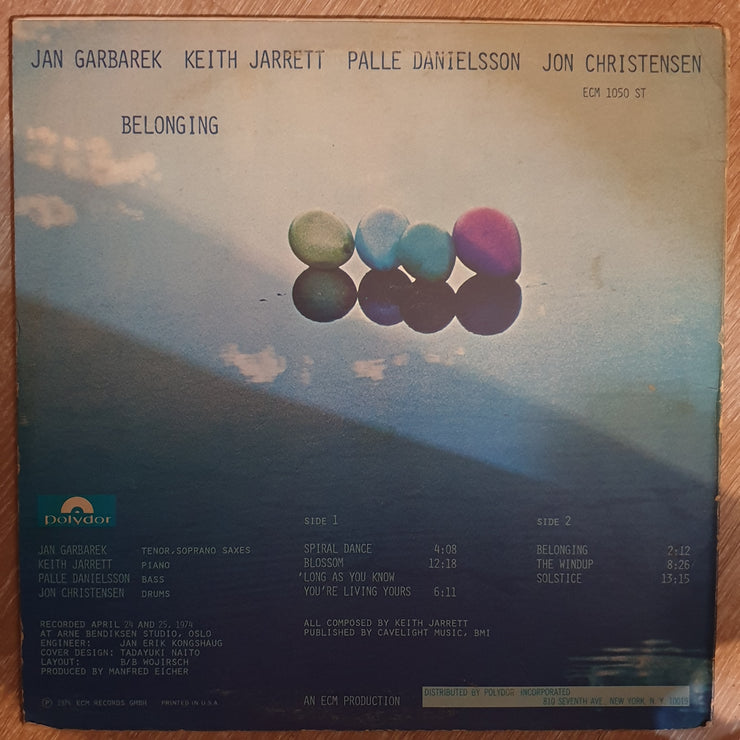 JAN GARBAREK KEITH JARRETT PALLE DANIELSSON JON CHRISTENSEN
ECM 1050 ST
BELONGING
polydor
SIDE 1
SIDE 2
JAN GARBAREK TENOR, SOPRANO SAXES
KEITH JARRETT PIANO
PALLE DANIELSSON BASS
JON CHRISTENSEN DRUMS
SPIRAL DANCE 4:08
BLOSSOM 12:18
'LONG AS YOU KNOW
YOU'RE LIVING YOURS 6:11
BELONGING 2:12
THE WINDUP 8:26
SOLSTICE 13:15
RECORDED APRIL 24 AND 25, 1974
AT ARNE BENDIKSEN STUDIO, OSLO
ENGINEER: JAN ERIK KONGSHAUG
COVER DESIGN: TADAYUKI NAITO
LAYOUT: B/B WOJIRSCH
PRODUCED BY MANFRED EICHER
ALL COMPOSED BY KEITH JARRETT
PUBLISHED BY CAVELIGHT MUSIC, BMI
Ⓟ 1974 ECM RECORDS GMBH PRINTED IN U.S.A.
AN ECM PRODUCTION
DISTRIBUTED BY POLYDOR INCORPORATED
810 SEVENTH AVE. NEW YORK, N.Y. 10019